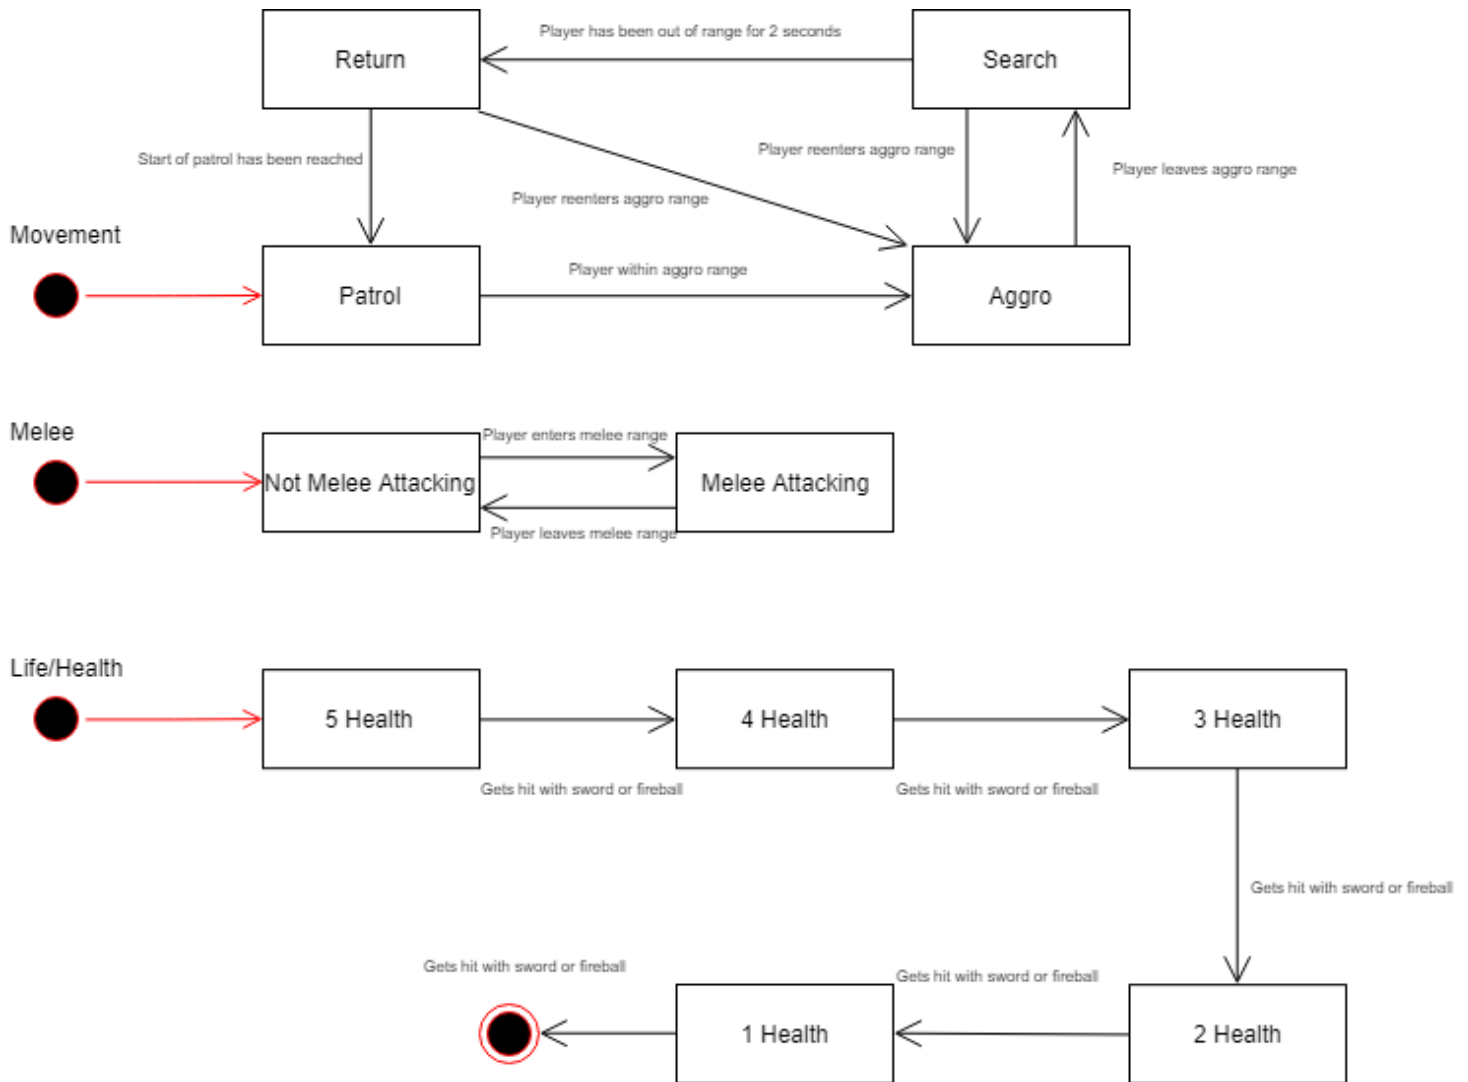 Player has been out of range for 2 seconds
Return
Search
Start of patrol has been reached
Player reenters aggro range
Player leaves aggro range
Player reenters aggro range
Movement
Player within aggro range
Patrol
Aggro
Melee
Player enters melee range
Not Melee Attacking
Melee Attacking
Player leaves melee range
Life/Health
5 Health
4 Health
3 Health
Gets hit with sword or fireball
Gets hit with sword or fireball
Gets hit with sword or fireball
Gets hit with sword or fireball
Gets hit with sword or fireball
1 Health
2 Health